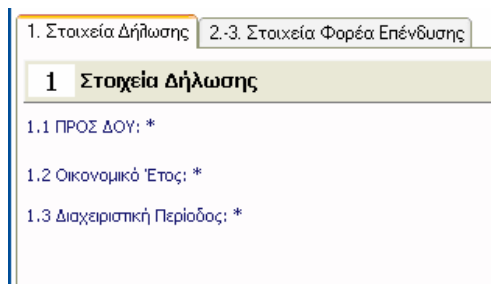 1. Στοιχεία Δήλωσης 2.-3. Στοιχεία Φορέα Επένδυσης
1 Στοιχεία Δήλωσης
1.1 ΠΡΟΣ ΔΟΥ: *
1.2 Οικονομικό Έτος: *
1.3 Διαχειριστική Περίοδος: *